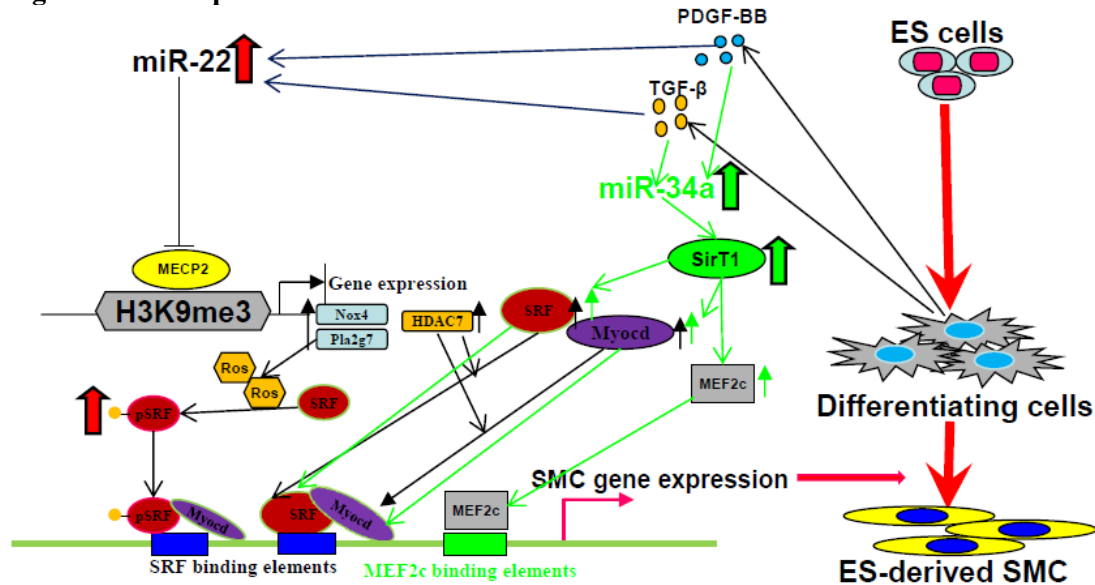 PDGF-BB
ES cells
miR-22
TGF-β
miR-34a
MECP2
SirT1
H3K9me3
Gene expression
Nox4
HDAC7
SRF
Myocd
Pla2g7
Ros
Ros
MEF2c
pSRF
SRF
Differentiating cells
SMC gene expression
pSRF
Myocd
SRF
Myocd
MEF2c
SRF binding elements
MEF2c binding elements
ES-derived SMC